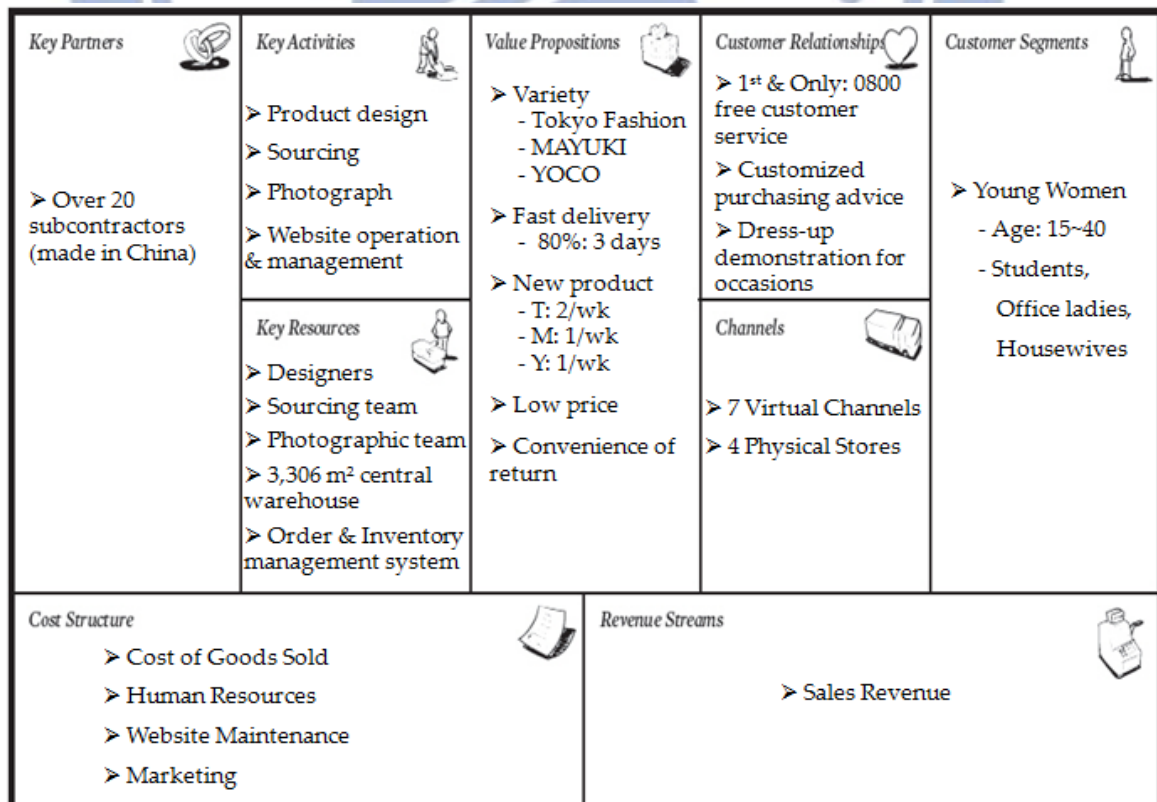 Key Partners
➢ Over 20
subcontractors
(made in China)
Key Activities
➢ Product design
➢ Sourcing
➢ Photograph
➢ Website operation
& management
Key Resources
➢ Designers
➢ Sourcing team
➢ Photographic team
➢ 3,306 m² central
warehouse
➢ Order & Inventory
management system
Value Propositions
➢ Variety
- Tokyo Fashion
- MAYUKI
- YOCO
➢ Fast delivery
- 80%: 3 days
➢ New product
- T: 2/wk
- M: 1/wk
- Y: 1/wk
➢ Low price
➢ Convenience of
return
Customer Relationships
➢ 1st & Only: 0800
free customer
service
➢ Customized
purchasing advice
➢ Dress-up
demonstration for
occasions
Channels
➢ 7 Virtual Channels
➢ 4 Physical Stores
Customer Segments
➢ Young Women
- Age: 15~40
- Students,
Office ladies,
Housewives
Cost Structure
➢ Cost of Goods Sold
➢ Human Resources
➢ Website Maintenance
➢ Marketing
Revenue Streams
➢ Sales Revenue